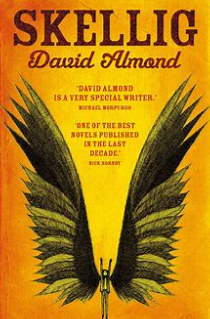 SKELLIG
David Almond
'DAVID ALMOND
IS A VERY SPECIAL WRITER.'
MICHAEL MORPURGO
'ONE OF THE BEST
NOVELS PUBLISHED
IN THE LAST
DECADE.'
NICK HORNBY